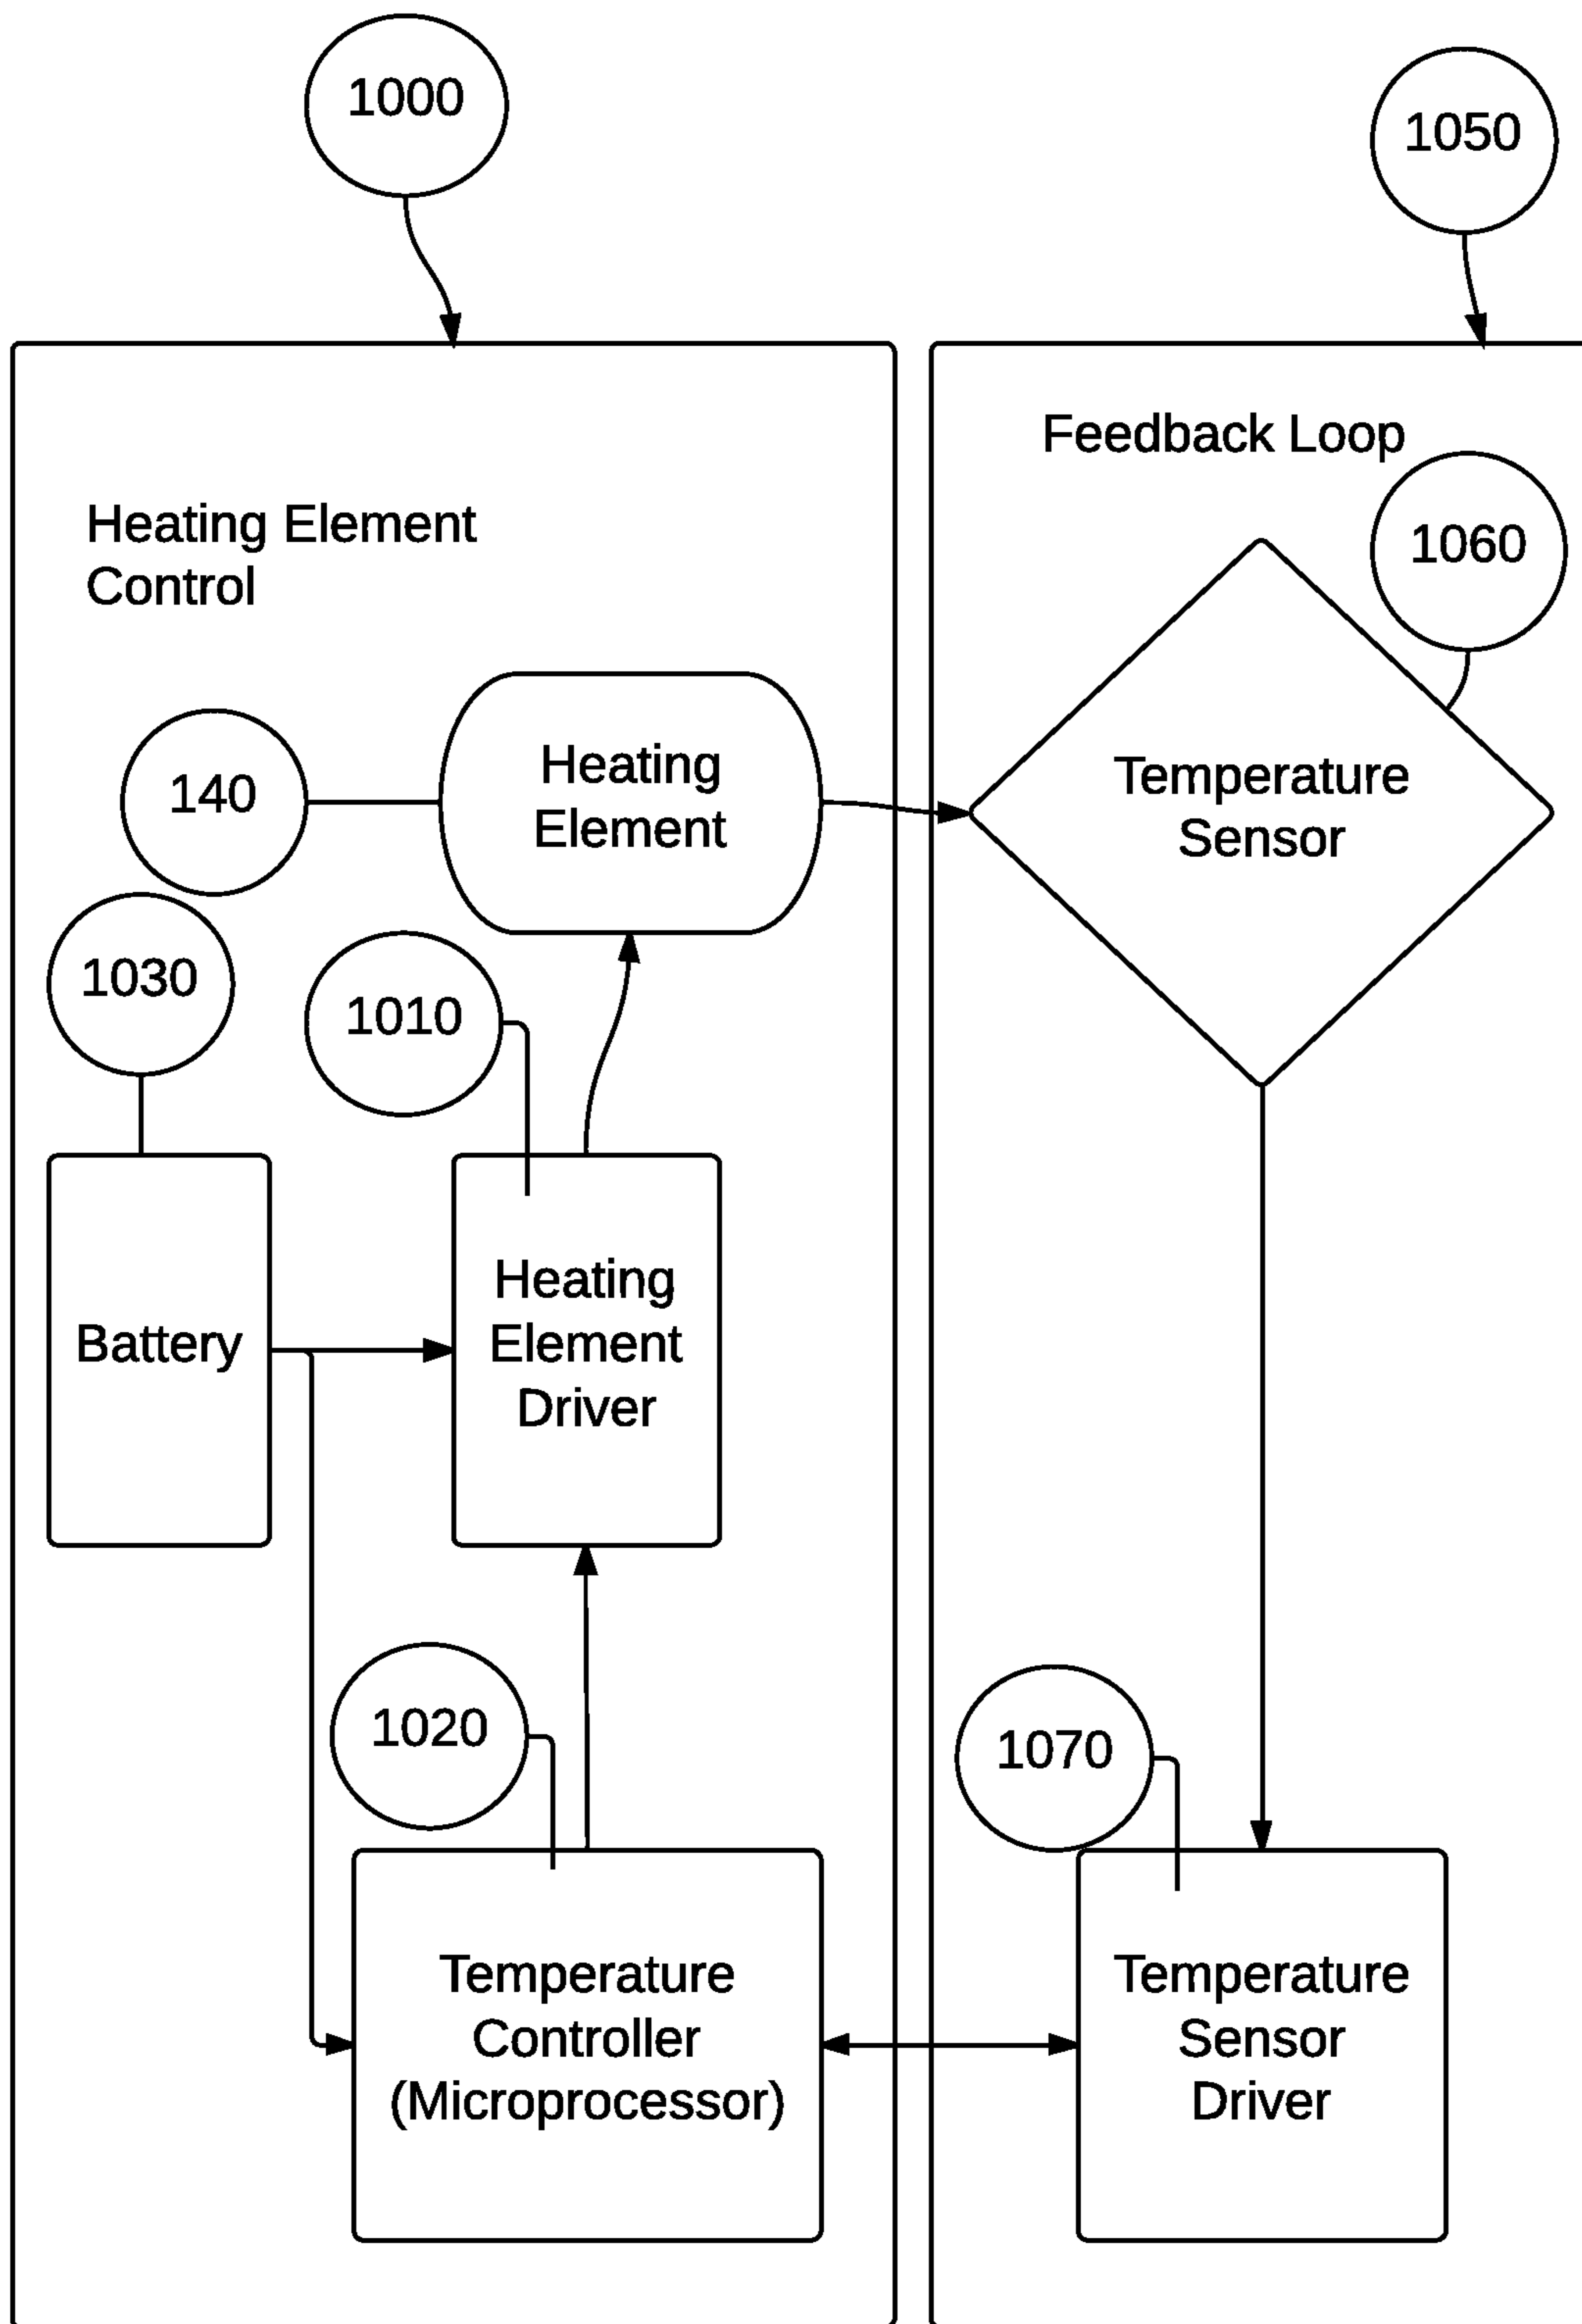 1000
1050
Feedback Loop
Heating Element
Control
1060
140
Heating
Element
Temperature
Sensor
1030
1010
Battery
Heating
Element
Driver
1020
1070
Temperature
Controller
(Microprocessor)
Temperature
Sensor
Driver